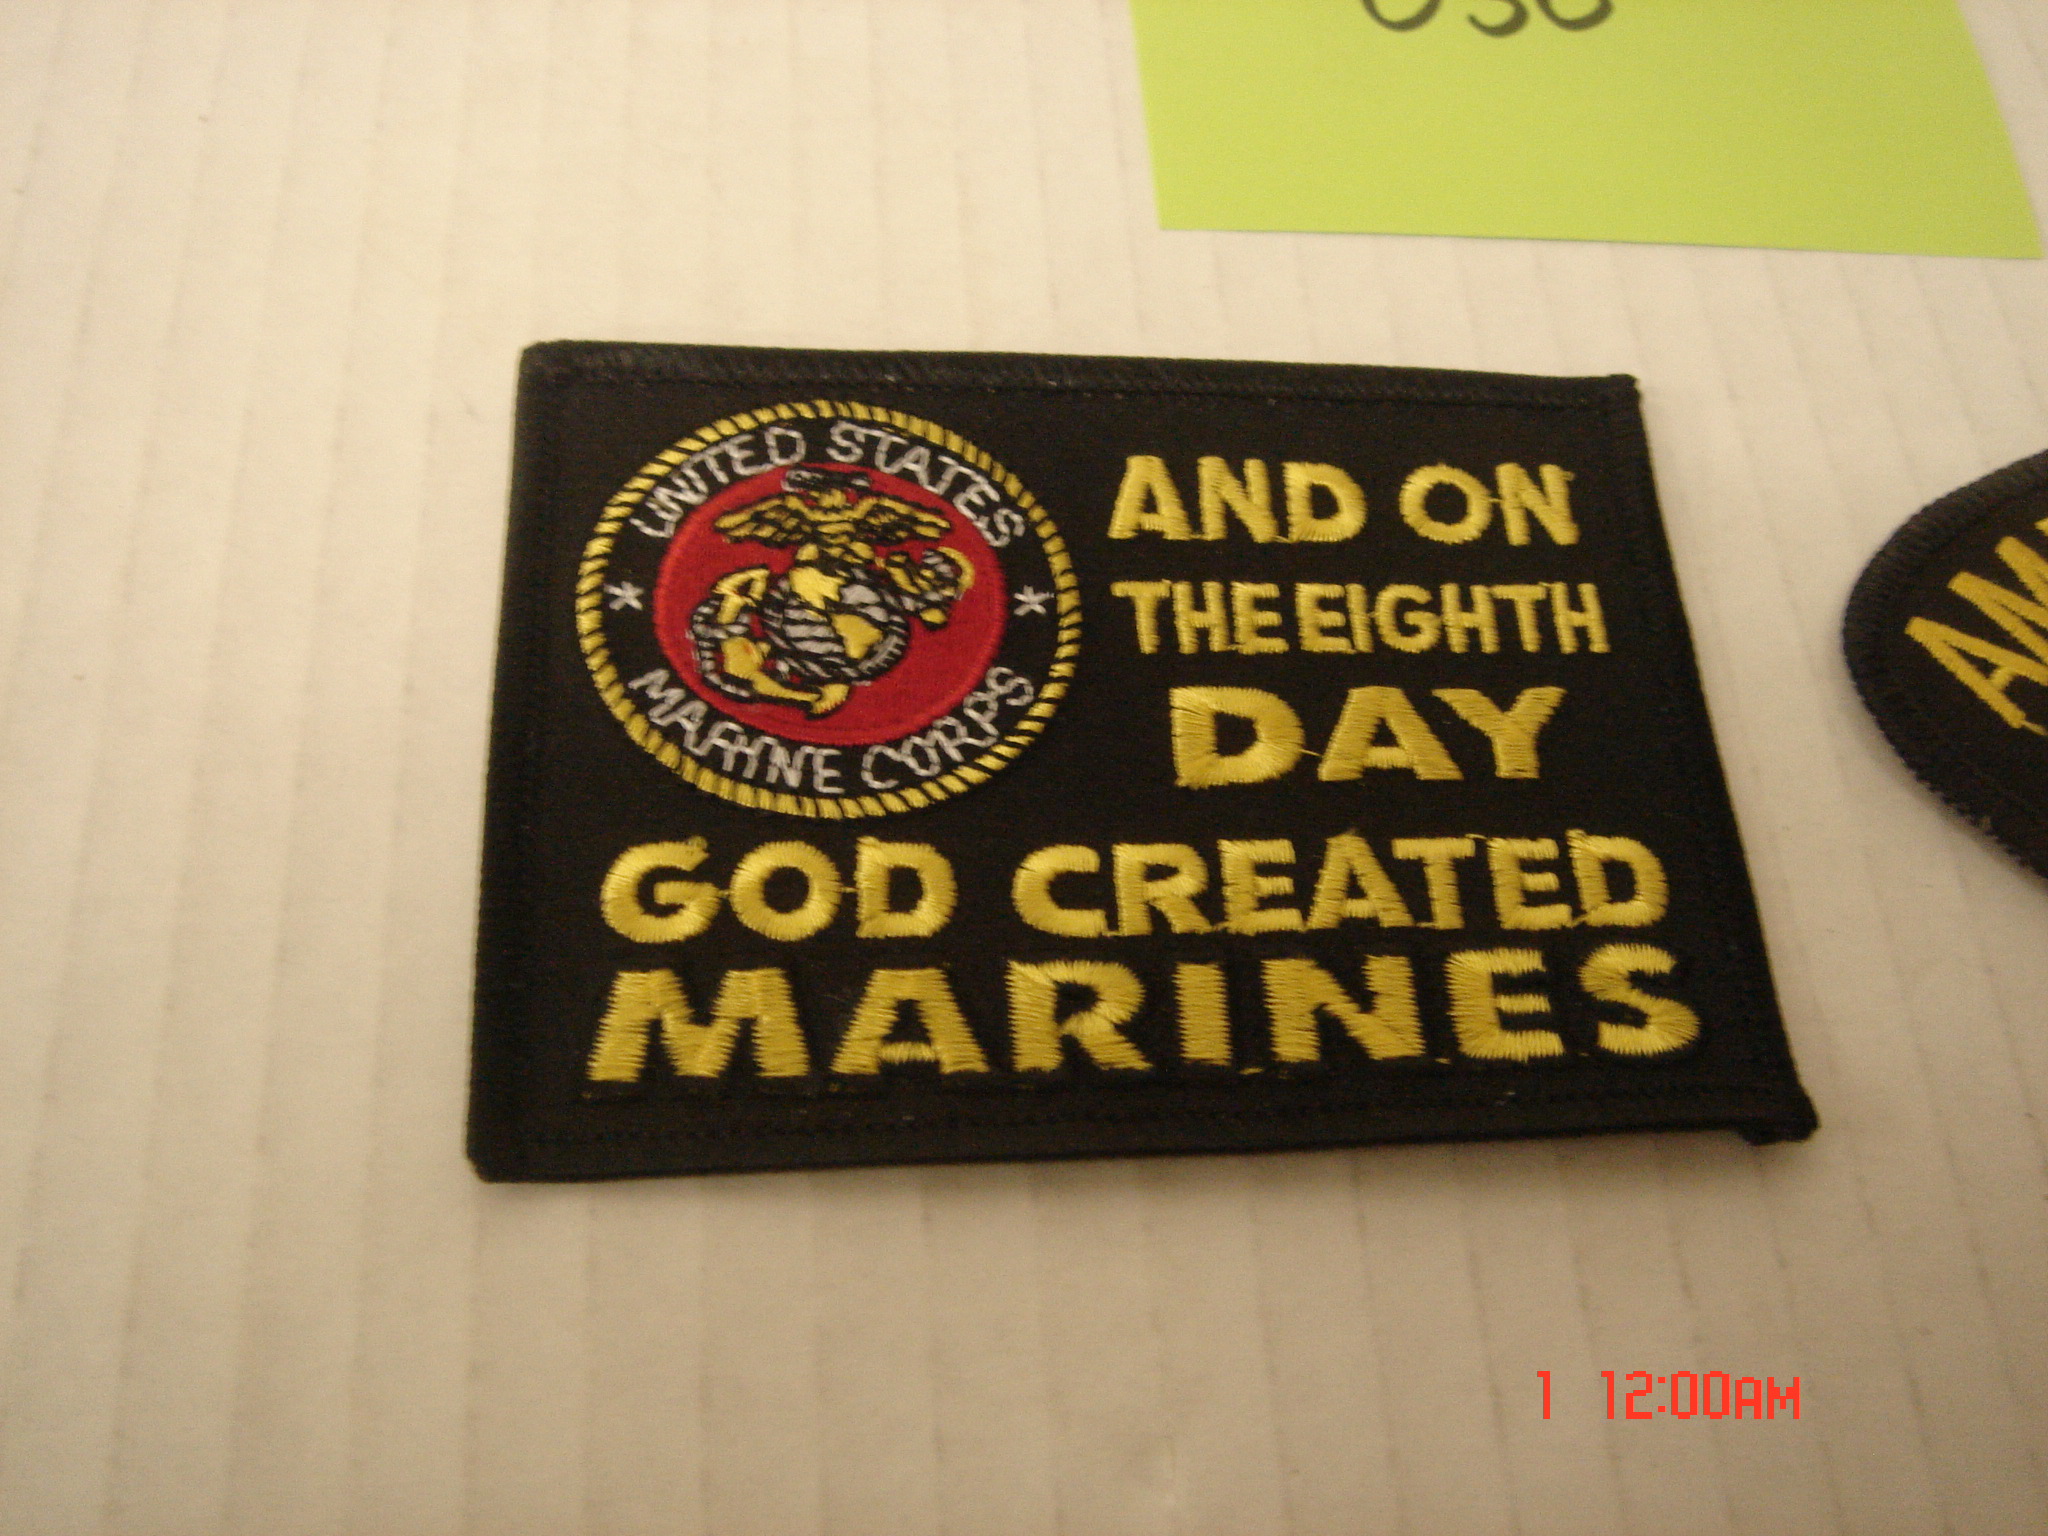 UNITED STATES
MARINE CORPS
AND ON
THE EIGHTH
DAY
GOD CREATED
MARINES
1 12:00AM